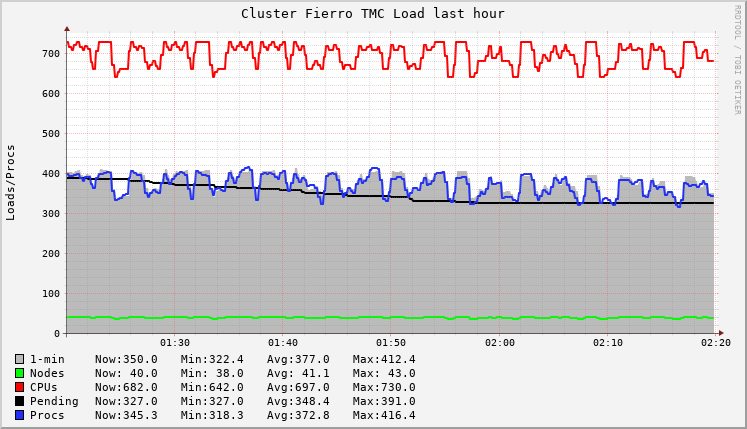 Cluster Fierro TMC Load last hour
RRDTOOL / TOBI OETIKER
Loads/Procs
700
600
500
400
300
200
100
0
01:30 01:40 01:50 02:00 02:10 02:20
1-min Now:350.0 Min:322.4 Avg:377.0 Max:412.4
Nodes Now: 40.0 Min: 38.0 Avg: 41.1 Max: 43.0
CPUs Now:682.0 Min:642.0 Avg:697.0 Max:730.0
Pending Now:327.0 Min:327.0 Avg:348.4 Max:391.0
Procs Now:345.3 Min:318.3 Avg:372.8 Max:416.4